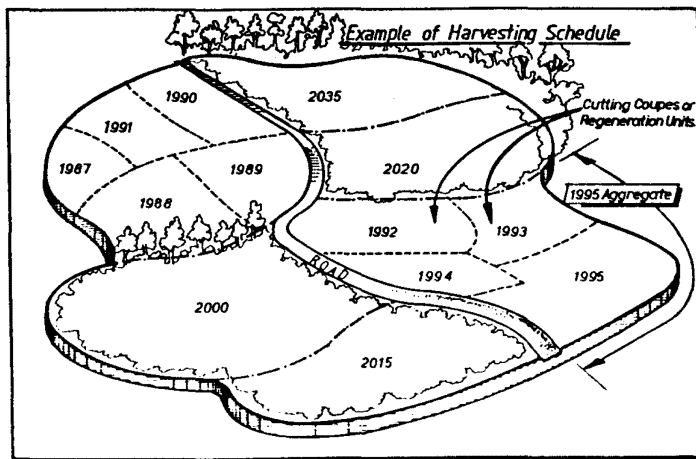 Example of Harvesting Schedule
1990
2035
Cutting Coupes or
Regeneration Units.
1991
1987
1989
2020
1988
1995 Aggregate
1992
1993
ROAD
1994
1995
2000
2015